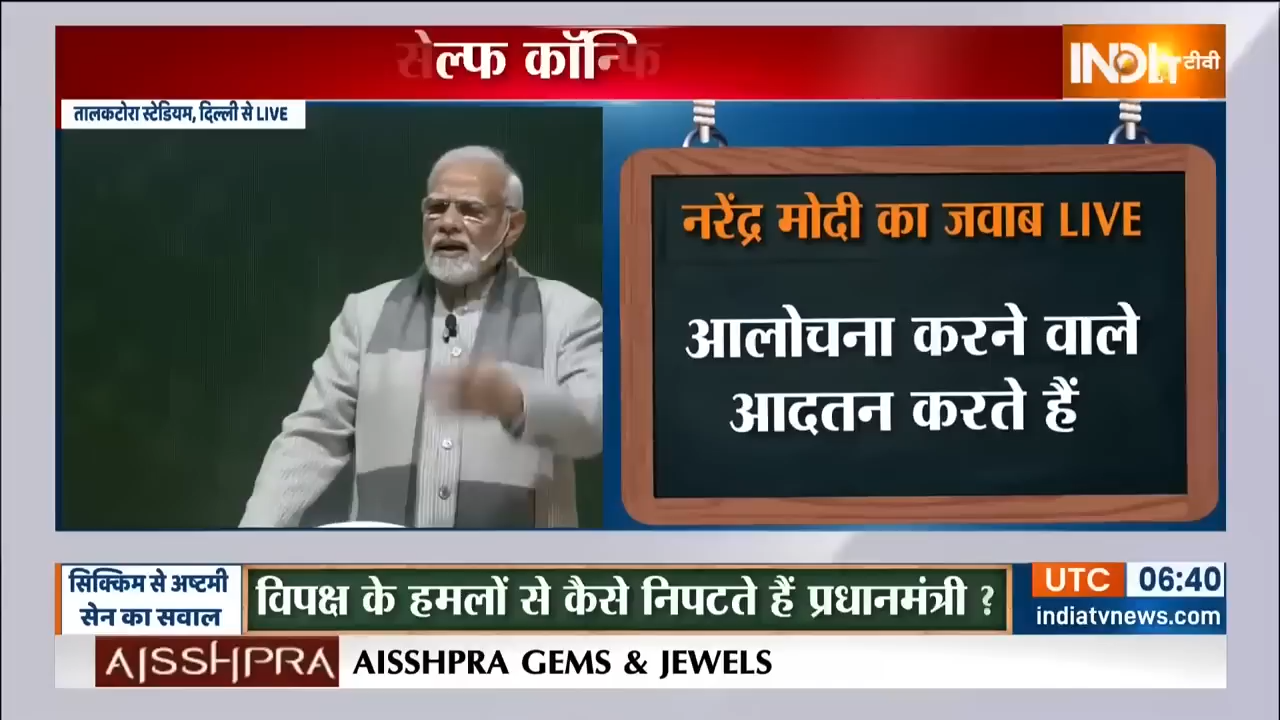 सेल्फ कॉन्फि
INDI टीवी
तालकटोरा स्टेडियम, दिल्ली से LIVE
नरेंद्र मोदी का जवाब LIVE
आलोचना करने वाले
आदतन करते हैं
सिक्किम से अष्टमी
सेन का सवाल
विपक्ष के हमलों से कैसे निपटते हैं प्रधानमंत्री ?
UTC 06:40
indiatvnews.com
AISSHPRA AISSHPRA GEMS & JEWELS